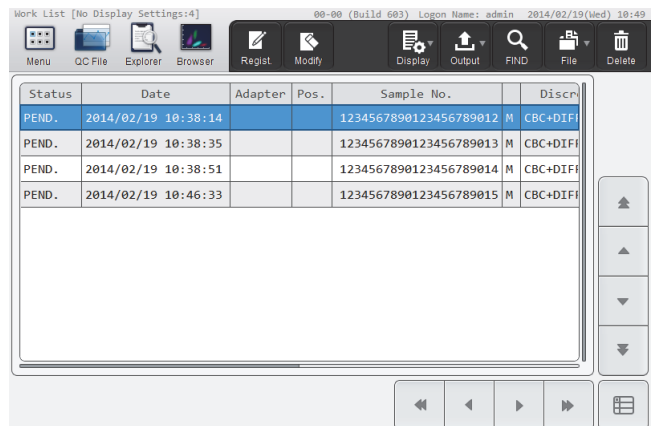 Work List [No Display Settings:4] 00-00 (Build 603) Logon Name: admin 2014/02/19(Wed) 10:49
Menu QC File Explorer Browser Regist. Modify Display Output FIND File Delete
Status Date Adapter Pos. Sample No. Discre
PEND. 2014/02/19 10:38:14 1234567890123456789012 M CBC+DIFF
PEND. 2014/02/19 10:38:35 1234567890123456789013 M CBC+DIFF
PEND. 2014/02/19 10:38:51 1234567890123456789014 M CBC+DIFF
PEND. 2014/02/19 10:46:33 1234567890123456789015 M CBC+DIFF